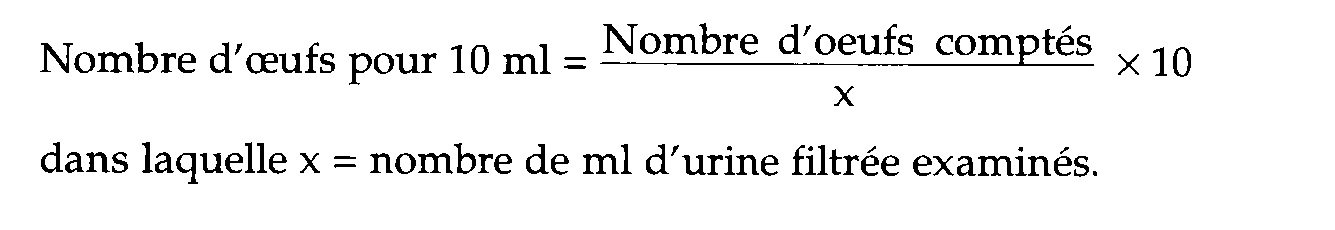 Nombre d'œufs pour 10 ml = Nombre d'oeufs comptés / x × 10
dans laquelle x = nombre de ml d'urine filtrée examinés.